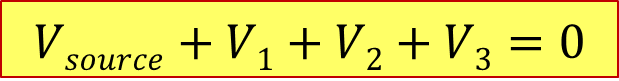 V_source + V_1 + V_2 + V_3 = 0